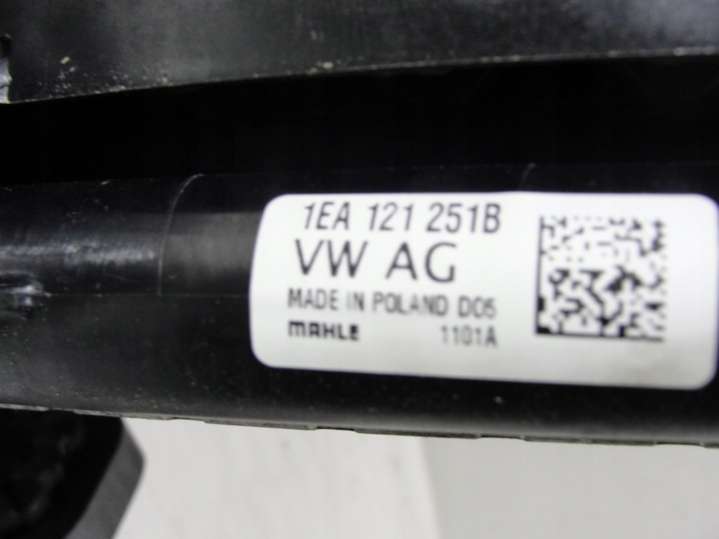 1EA 121 251B
VW AG
MADE IN POLAND D05
MAHLE 1101A